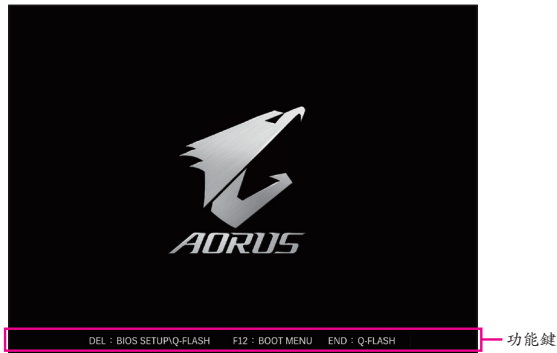 AORUS
DEL：BIOS SETUP\Q-FLASH F12：BOOT MENU END：Q-FLASH
功能鍵